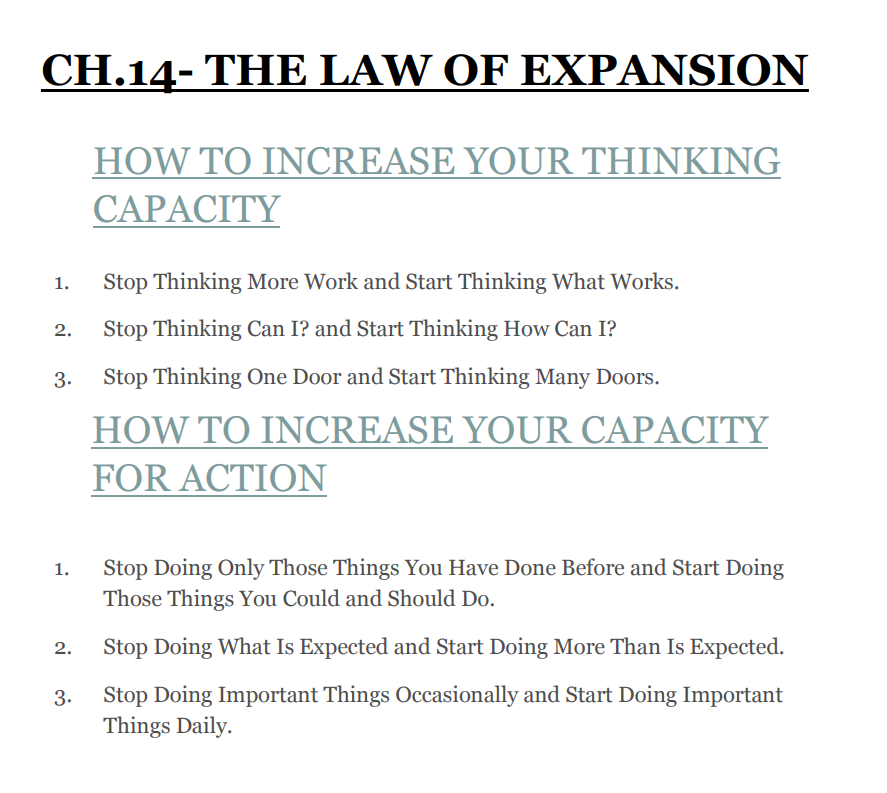 CH.14- THE LAW OF EXPANSION
HOW TO INCREASE YOUR THINKING
CAPACITY
1. Stop Thinking More Work and Start Thinking What Works.
2. Stop Thinking Can I? and Start Thinking How Can I?
3. Stop Thinking One Door and Start Thinking Many Doors.
HOW TO INCREASE YOUR CAPACITY
FOR ACTION
1. Stop Doing Only Those Things You Have Done Before and Start Doing
Those Things You Could and Should Do.
2. Stop Doing What Is Expected and Start Doing More Than Is Expected.
3. Stop Doing Important Things Occasionally and Start Doing Important
Things Daily.